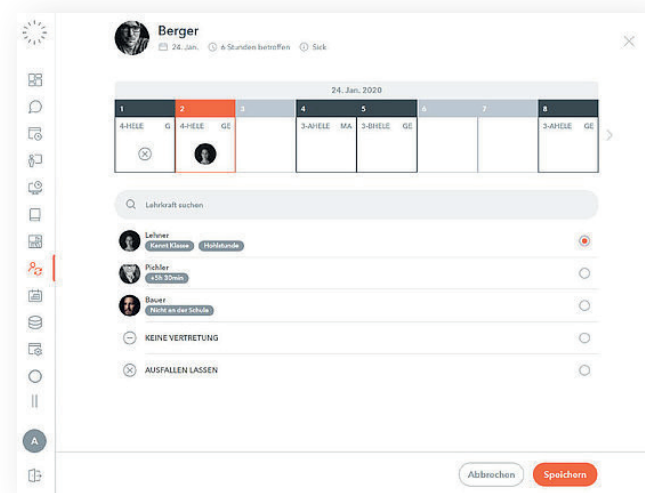 Berger
24. Jan. 6 Stunden betroffen Sick
24. Jan. 2020
1 2 3 4 5 6 7 8
4-HELE G 4-HELE GE 3-AHELE MA 3-BHELE GE 3-AHELE GE
Lehrkraft suchen
Lehner
Kennt Klasse Hohlstunde
Pichler
+5h 30min
Bauer
Nicht an der Schule
KEINE VERTRETUNG
AUSFALLEN LASSEN
A
Abbrechen Speichern